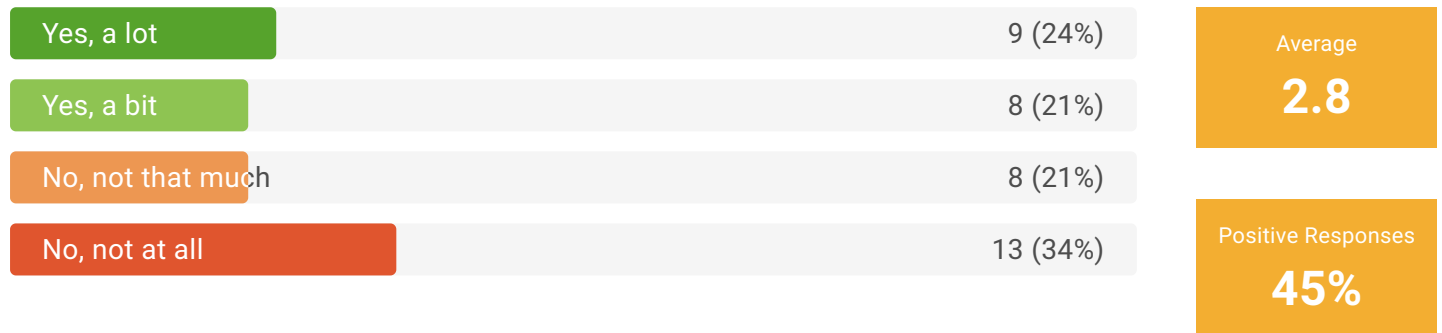 Yes, a lot 9 (24%)
Yes, a bit 8 (21%)
No, not that much 8 (21%)
No, not at all 13 (34%)
Average
2.8
Positive Responses
45%